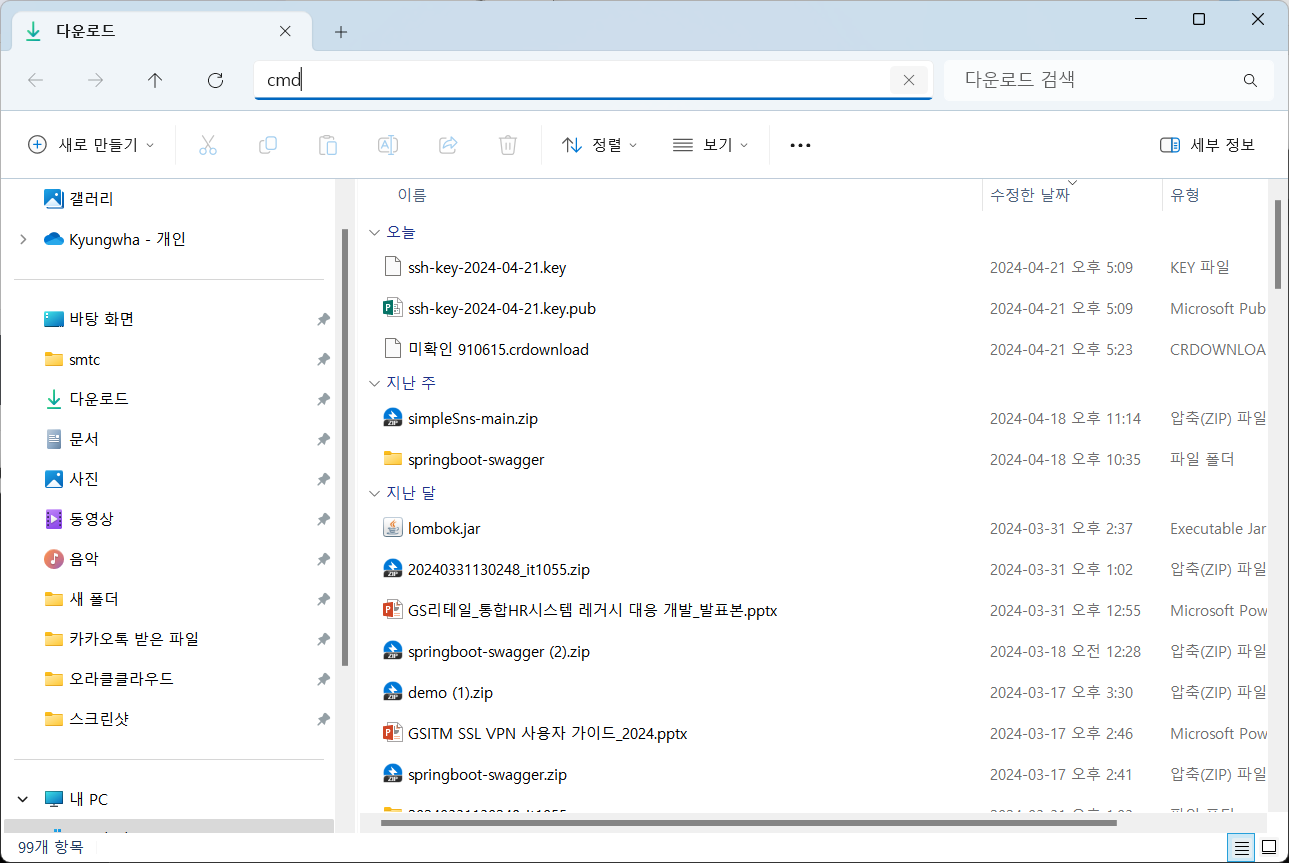 다운로드
cmd
다운로드 검색
새로 만들기
정렬
보기
세부 정보
갤러리
Kyungwha - 개인
바탕 화면
smtc
다운로드
문서
사진
동영상
음악
새 폴더
카카오톡 받은 파일
오라클클라우드
스크린샷
내 PC
이름 수정한 날짜 유형
오늘
ssh-key-2024-04-21.key 2024-04-21 오후 5:09 KEY 파일
ssh-key-2024-04-21.key.pub 2024-04-21 오후 5:09 Microsoft Pub
미확인 910615.crdownload 2024-04-21 오후 5:23 CRDOWNLOA
지난 주
simpleSns-main.zip 2024-04-18 오후 11:14 압축(ZIP) 파일
springboot-swagger 2024-04-18 오후 10:35 파일 폴더
지난 달
lombok.jar 2024-03-31 오후 2:37 Executable Jar
20240331130248_it1055.zip 2024-03-31 오후 1:02 압축(ZIP) 파일
GS리테일_통합HR시스템 레거시 대응 개발_발표본.pptx 2024-03-31 오후 12:55 Microsoft Pow
springboot-swagger (2).zip 2024-03-18 오전 12:28 압축(ZIP) 파일
demo (1).zip 2024-03-17 오후 3:30 압축(ZIP) 파일
GSITM SSL VPN 사용자 가이드_2024.pptx 2024-03-17 오후 2:46 Microsoft Pow
springboot-swagger.zip 2024-03-17 오후 2:41 압축(ZIP) 파일
99개 항목